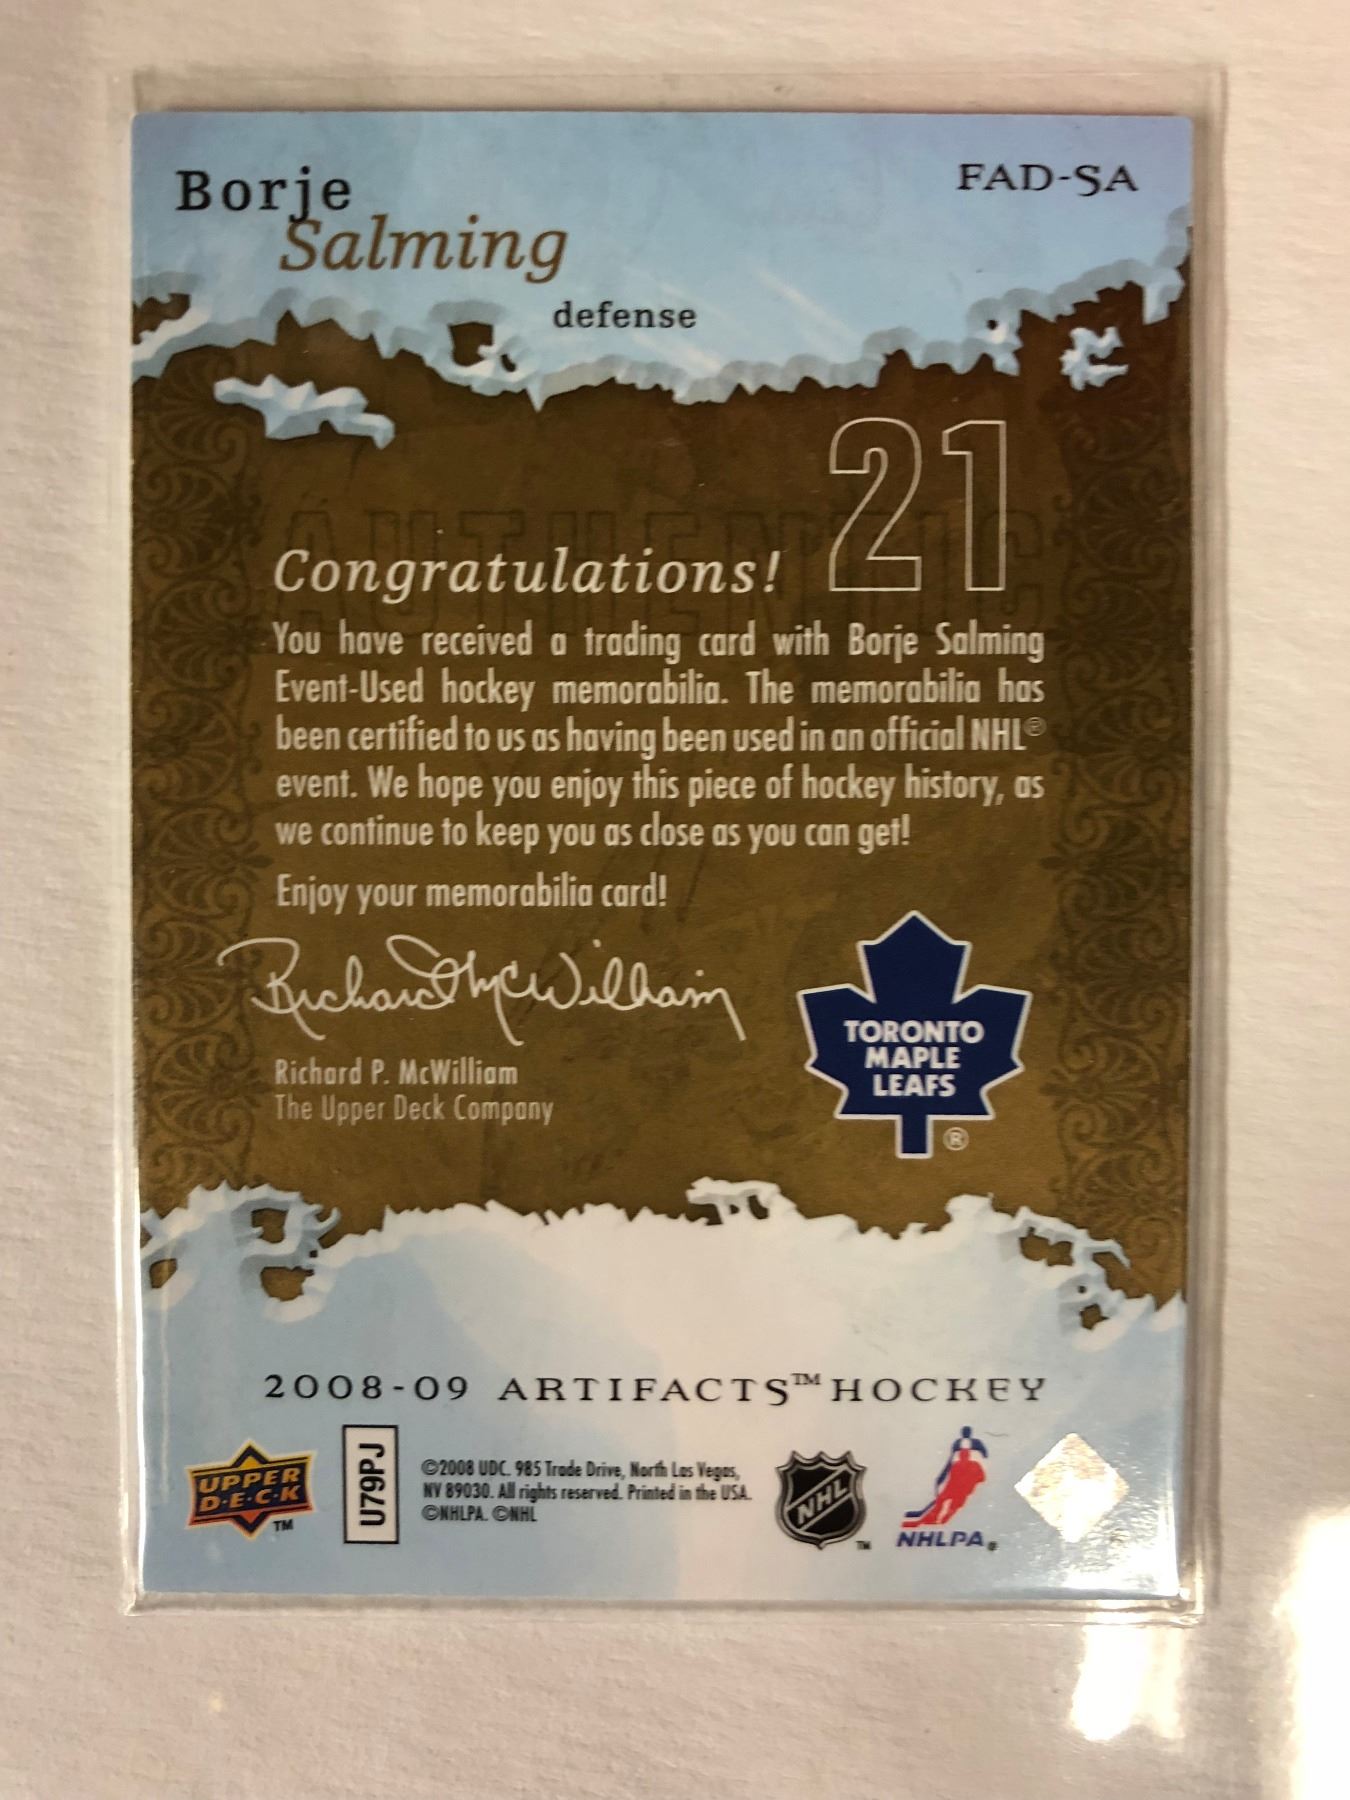 Borje
Salming
defense
FAD-SA
21
AUTHENTIC
Congratulations!
You have received a trading card with Borje Salming
Event-Used hockey memorabilia. The memorabilia has
been certified to us as having been used in an official NHL®
event. We hope you enjoy this piece of hockey history, as
we continue to keep you as close as you can get!
Enjoy your memorabilia card!
Richard McWilliam
Richard P. McWilliam
The Upper Deck Company
TORONTO
MAPLE
LEAFS
®
2008-09 ARTIFACTS™ HOCKEY
UPPER
D·E·C·K
™
U79PJ
©2008 UDC. 985 Trade Drive, North Las Vegas,
NV 89030. All rights reserved. Printed in the USA.
©NHLPA. ©NHL
NHL
™
NHLPA®